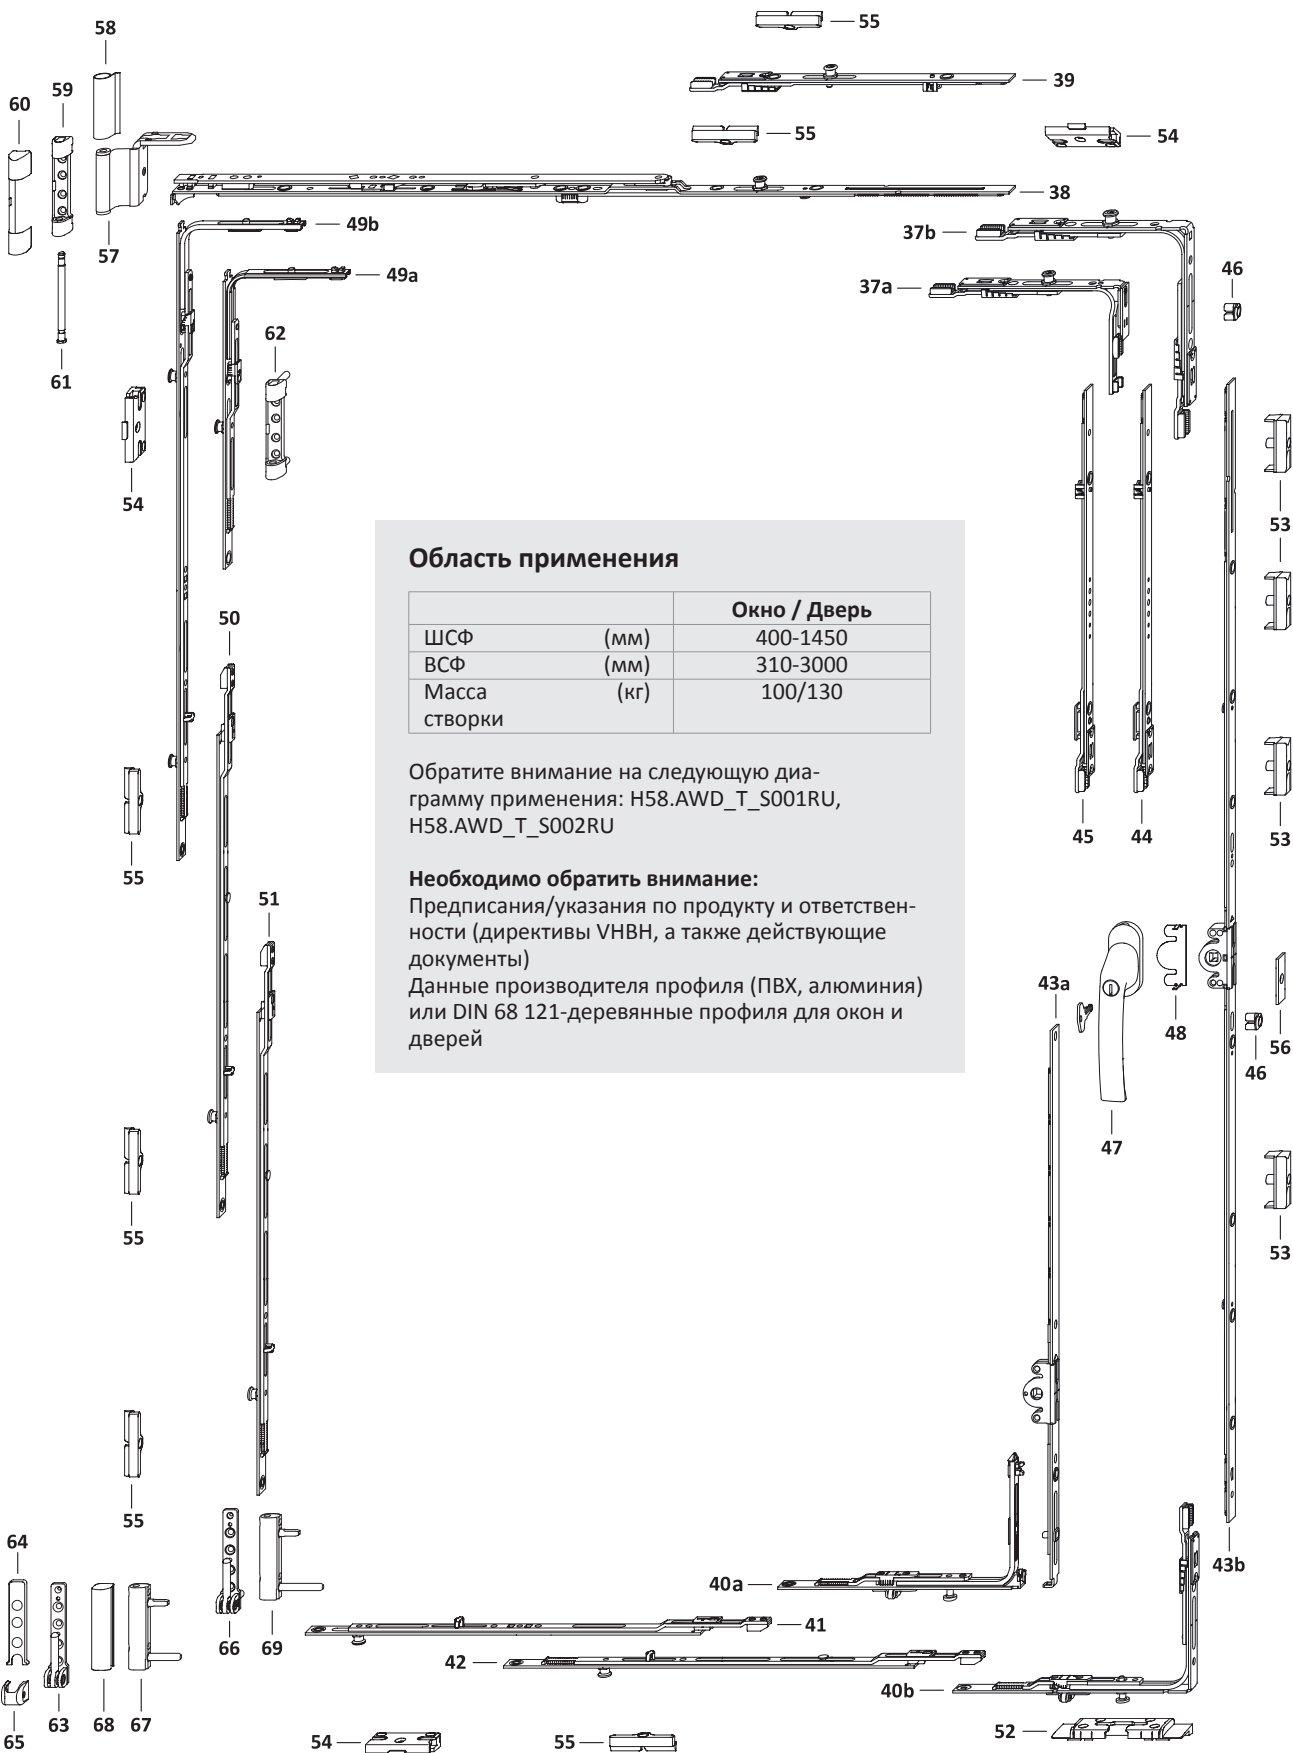 58
55
59
39
60
55
54
38
49b
37b
57
49a
37a
46
62
61
54
53
Область применения
Окно / Дверь
ШСФ (мм) 400-1450
50
ВСФ (мм) 310-3000
Масса (кг) 100/130
створки
Обратите внимание на следующую диа-
грамму применения: H58.AWD_T_S001RU,
H58.AWD_T_S002RU
45
44
53
55
Необходимо обратить внимание:
51
Предписания/указания по продукту и ответствен-
ности (директивы VHBH, а также действующие
документы)
Данные производителя профиля (ПВХ, алюминия)
или DIN 68 121-деревянные профиля для окон и
дверей
43a
48
56
46
47
55
53
55
64
43b
40a
41
66
69
42
40b
65
63
68
67
54
55
52